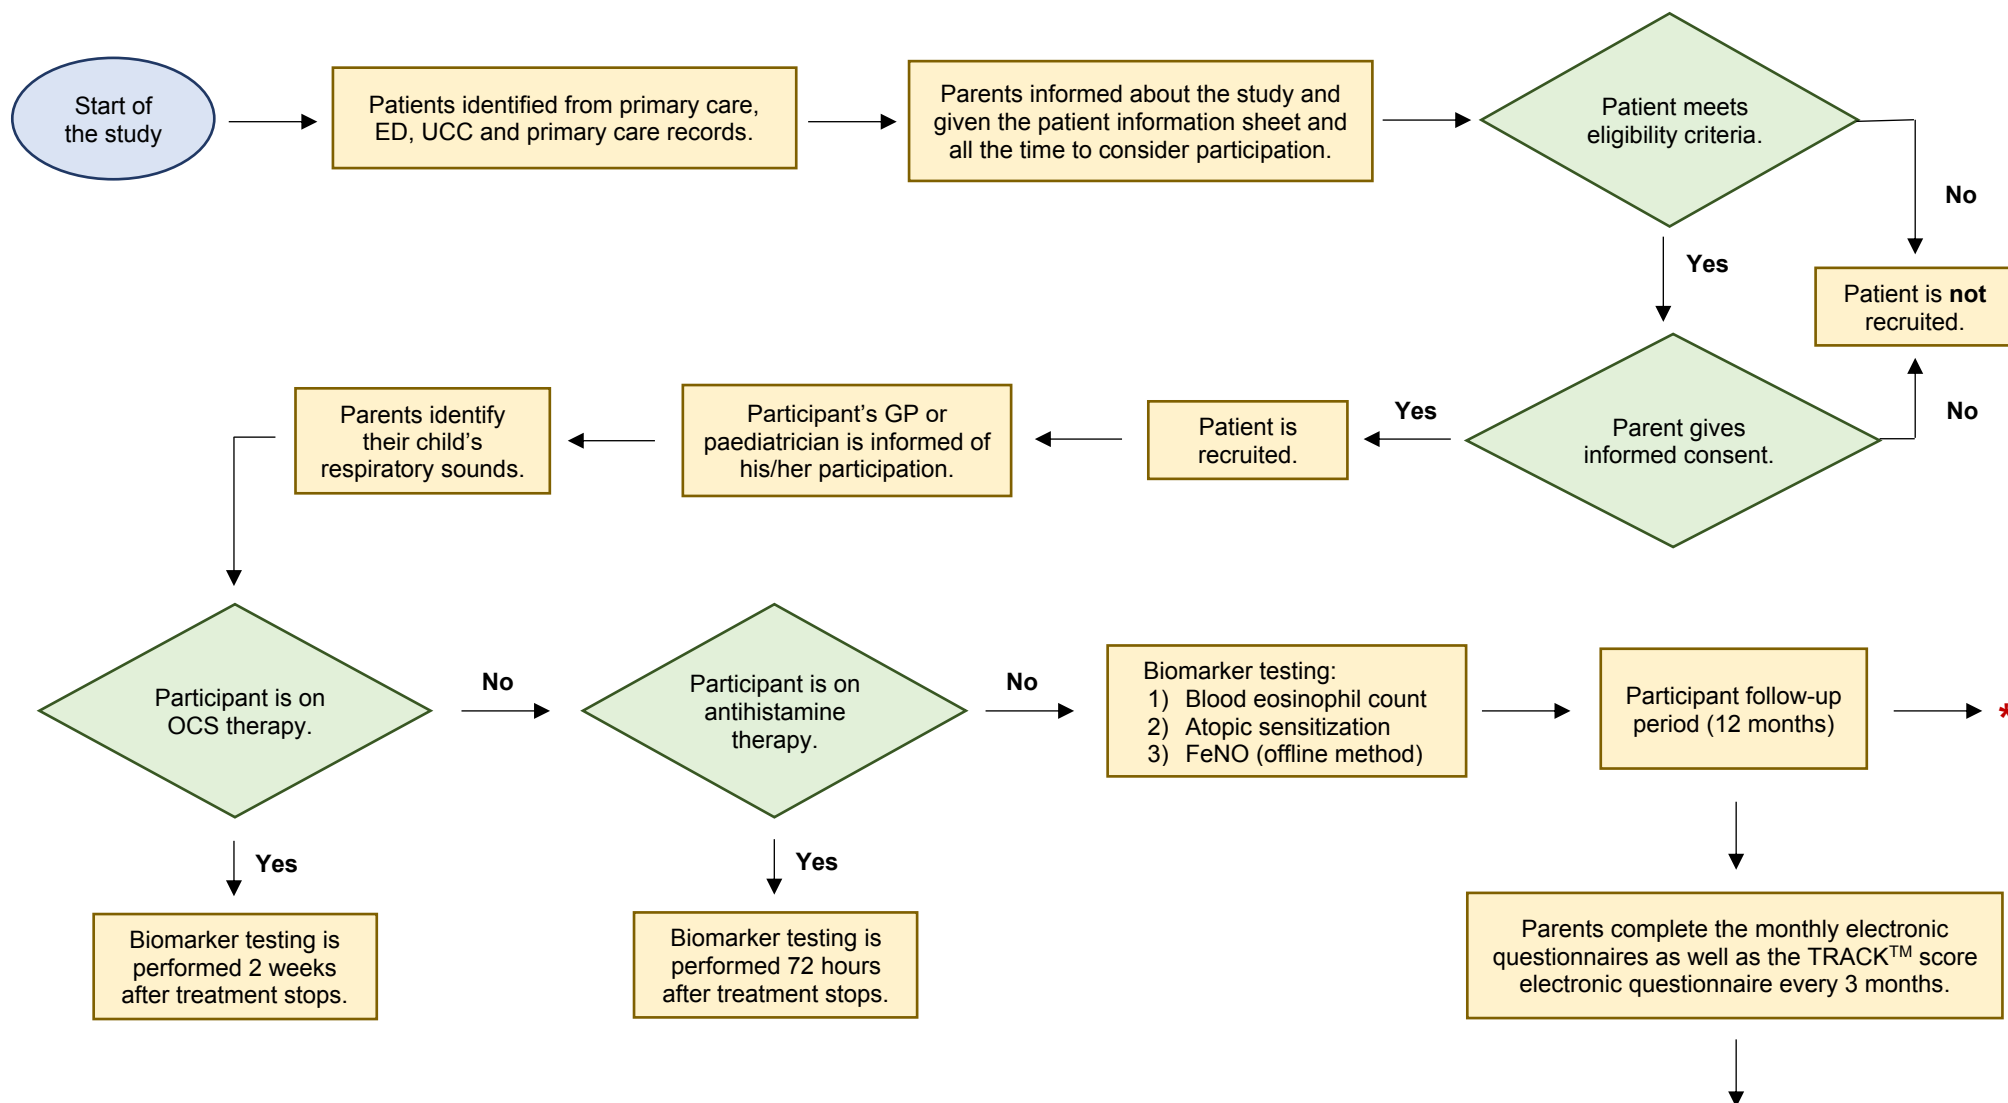 Start of
the study
Patients identified from primary care,
ED, UCC and primary care records.
Parents informed about the study and
given the patient information sheet and
all the time to consider participation.
Patient meets
eligibility criteria.
No
Yes
Patient is not
recruited.
No
Parent gives
informed consent.
Yes
Patient is
recruited.
Participant’s GP or
paediatrician is informed of
his/her participation.
Parents identify
their child’s
respiratory sounds.
Participant is on
OCS therapy.
No
Yes
Biomarker testing is
performed 2 weeks
after treatment stops.
Participant is on
antihistamine
therapy.
No
Yes
Biomarker testing is
performed 72 hours
after treatment stops.
Biomarker testing:
1) Blood eosinophil count
2) Atopic sensitization
3) FeNO (offline method)
Participant follow-up
period (12 months)
*
Parents complete the monthly electronic
questionnaires as well as the TRACK™ score
electronic questionnaire every 3 months.